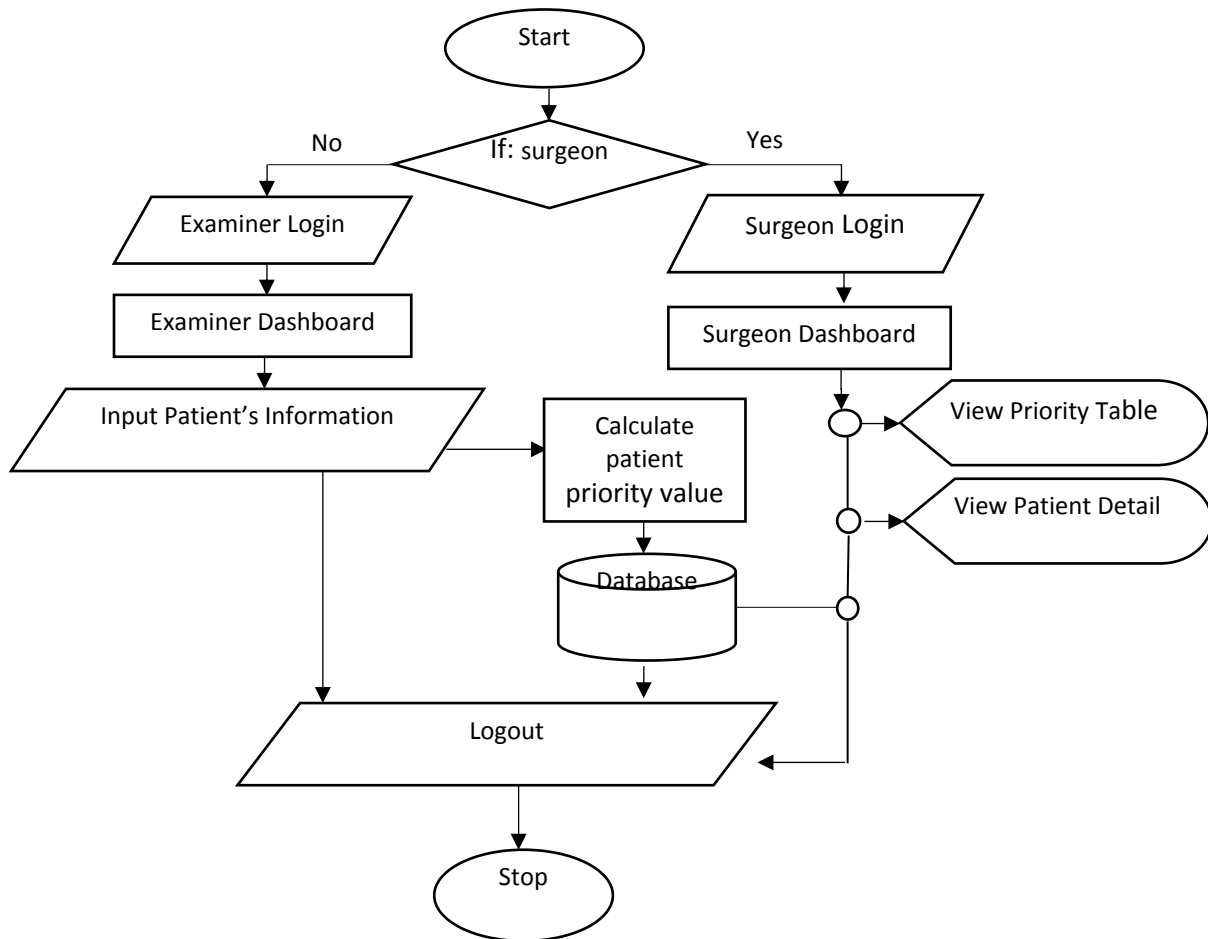 Start
No
If: surgeon
Yes
Examiner Login
Surgeon Login
Examiner Dashboard
Surgeon Dashboard
Input Patient’s Information
Calculate
patient
priority value
View Priority Table
View Patient Detail
Database
Logout
Stop